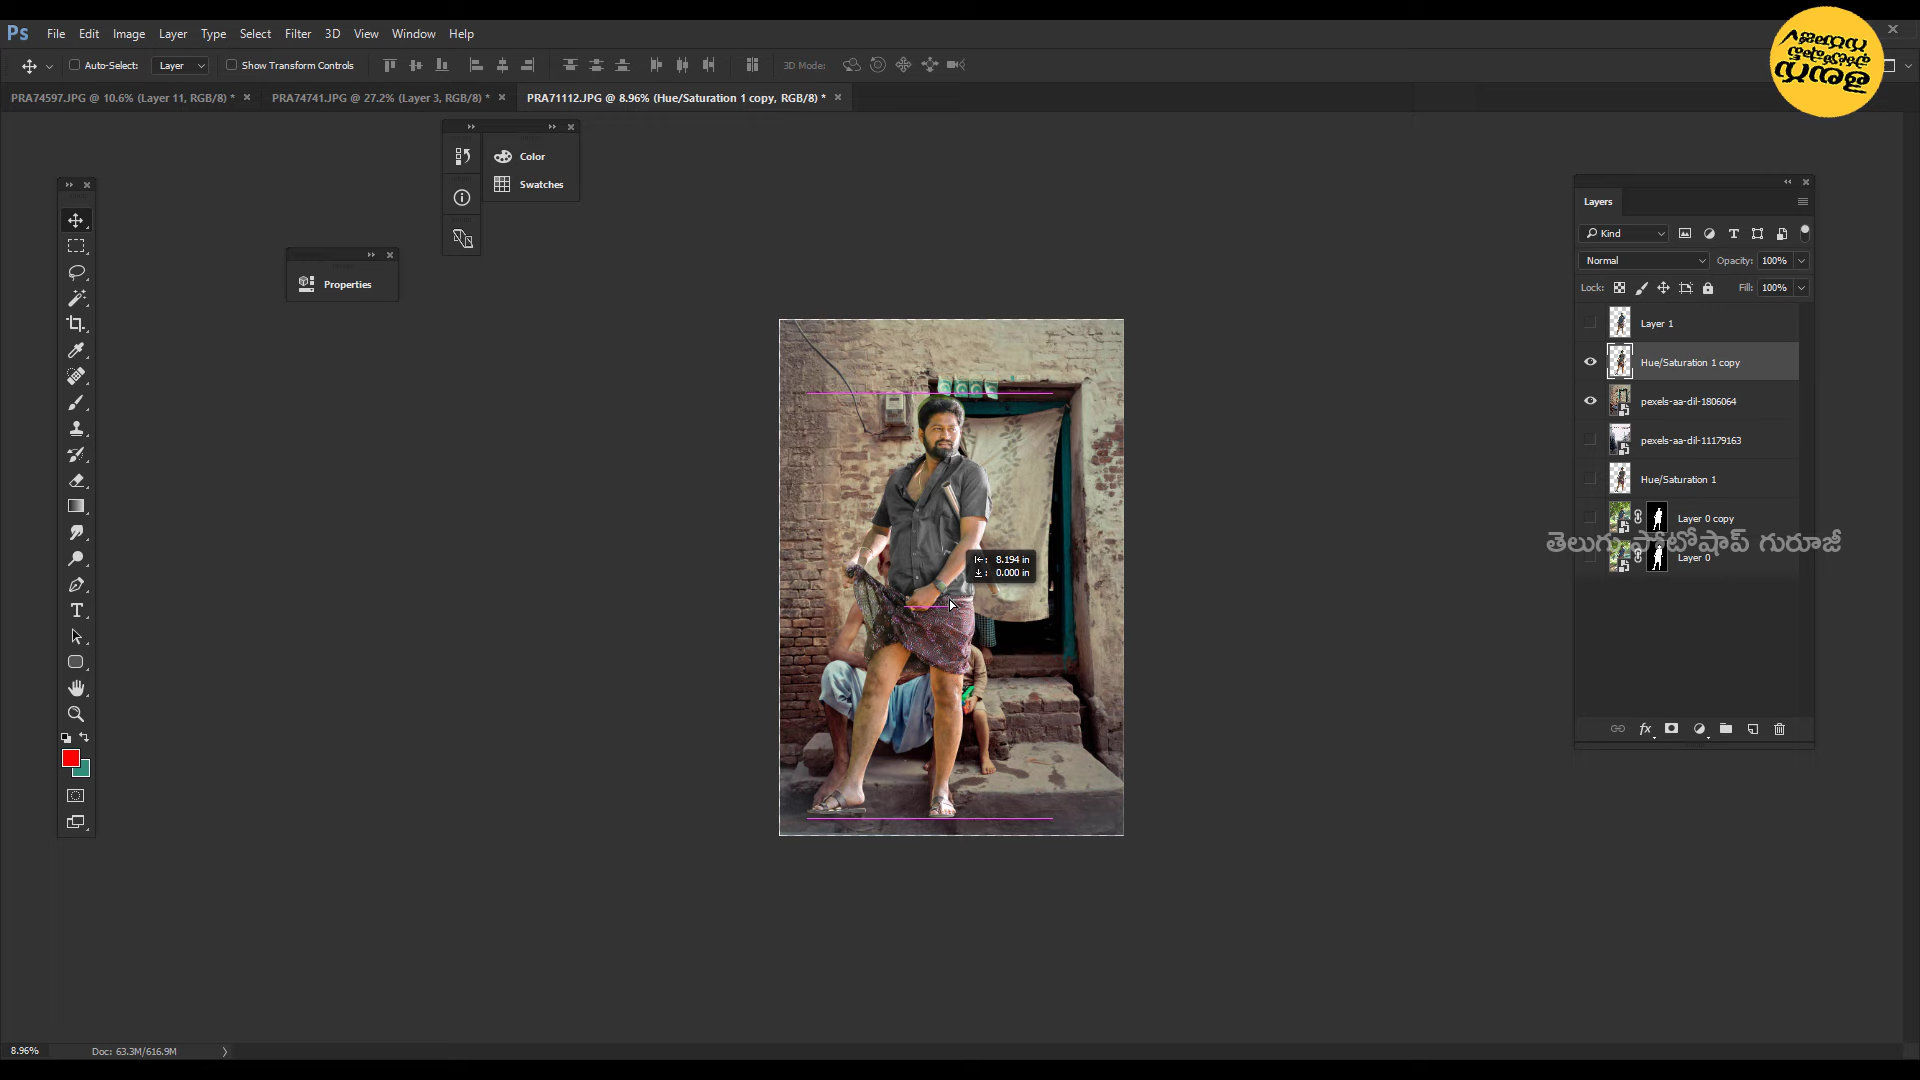 Ps File Edit Image Layer Type Select Filter 3D View Window Help
Auto-Select: Layer Show Transform Controls 3D Mode:
PRA74597.JPG @ 10.6% (Layer 11, RGB/8) * PRA74741.JPG @ 27.2% (Layer 3, RGB/8) * PRA71112.JPG @ 8.96% (Hue/Saturation 1 copy, RGB/8) *
Color
Swatches
Properties
Layers
Kind
Normal Opacity: 100%
Lock: Fill: 100%
Layer 1
Hue/Saturation 1 copy
pexels-aa-dil-1806064
pexels-aa-dil-11179163
Hue/Saturation 1
Layer 0 copy
తెలుగు ఫోటోషాప్ గురూజీ
Layer 0
8.194 in
0.000 in
8.96% Doc: 63.3M/616.9M